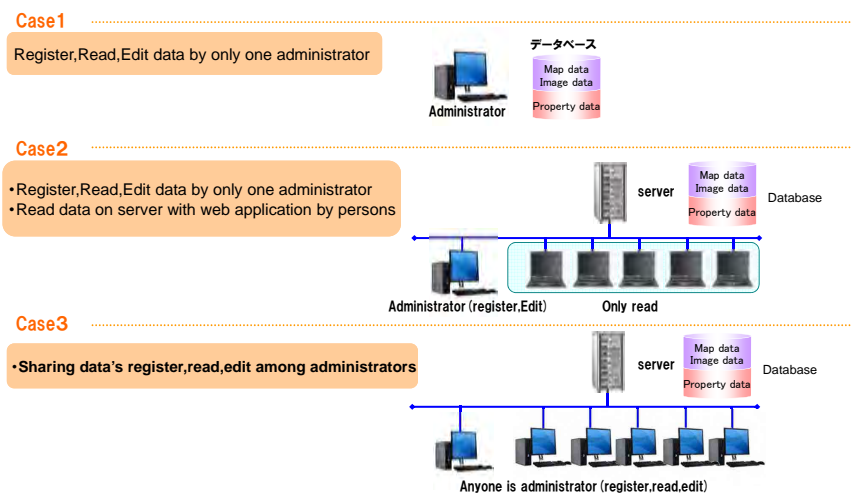 Case1
Register,Read,Edit data by only one administrator
データベース
Map data
Image data
Property data
Administrator
Case2
・Register,Read,Edit data by only one administrator
・Read data on server with web application by persons
server
Map data
Image data
Property data
Database
Administrator(register,Edit)
Only read
Case3
・Sharing data's register,read,edit among administrators
server
Map data
Image data
Property data
Database
Anyone is administrator(register,read,edit)